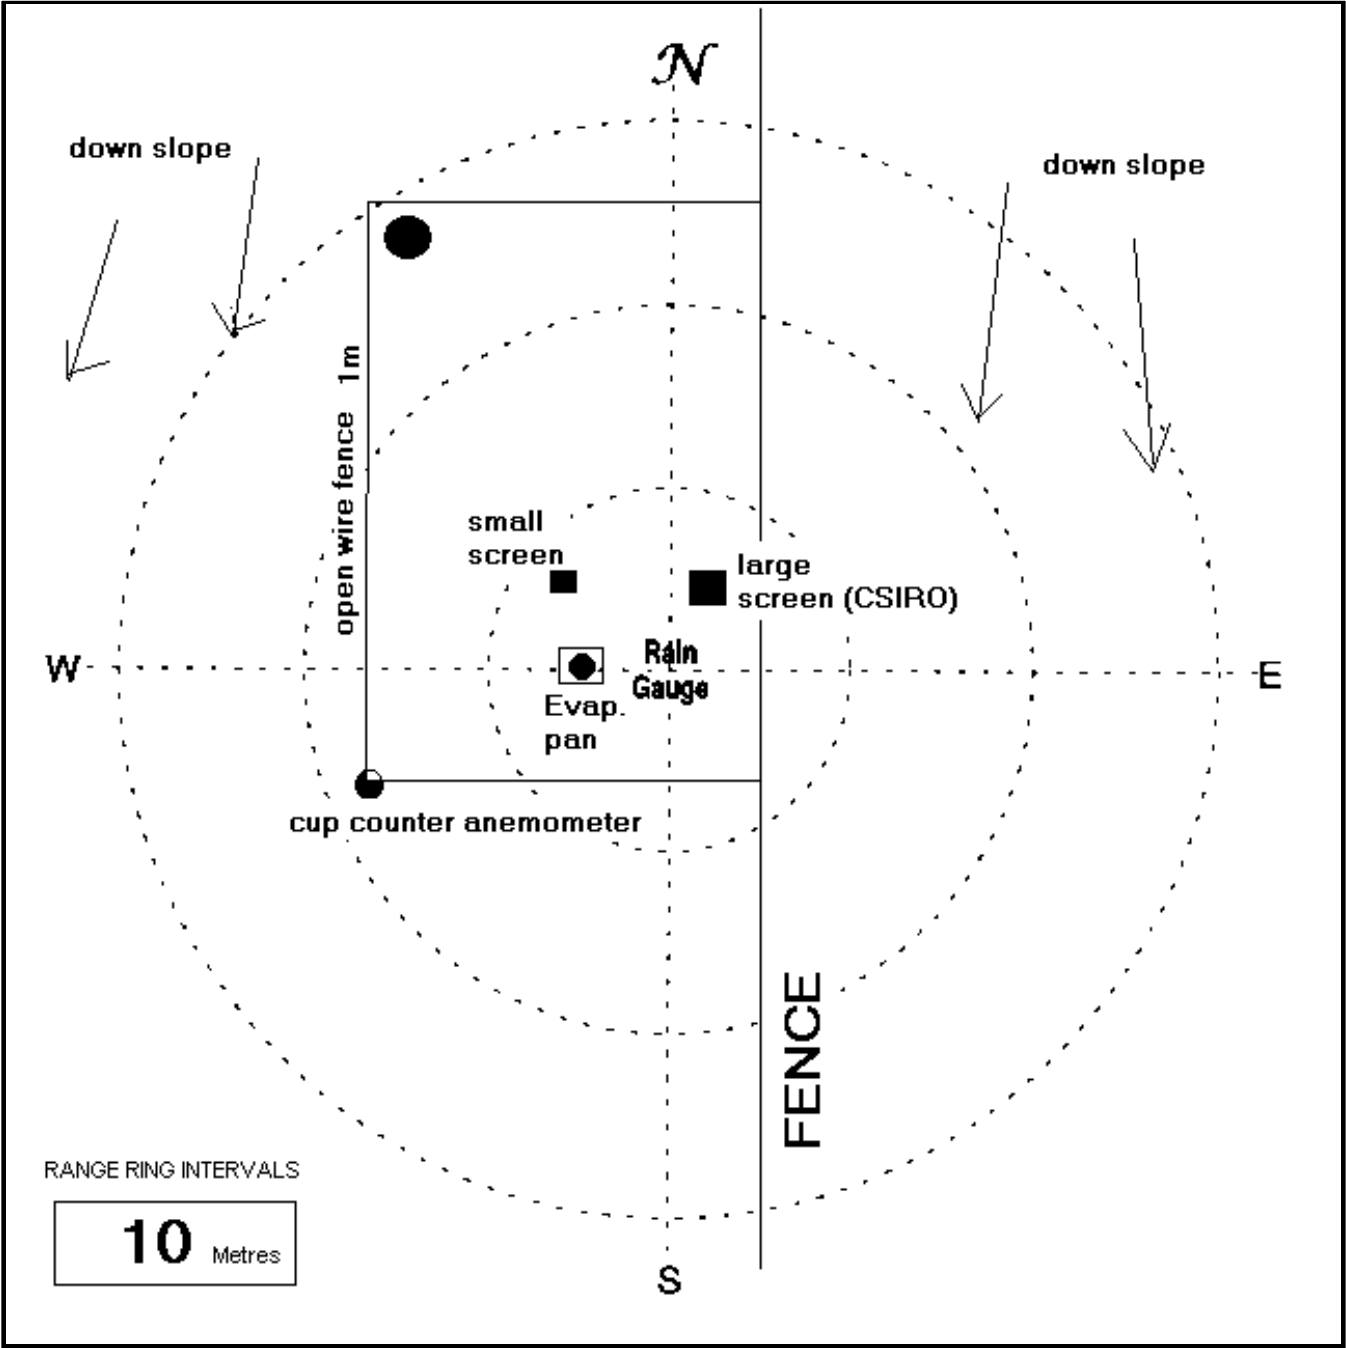 N
down slope
down slope
open wire fence 1m
small
screen
large
screen (CSIRO)
W
Rain
Gauge
E
Evap.
pan
cup counter anemometer
FENCE
RANGE RING INTERVALS
10 Metres
S